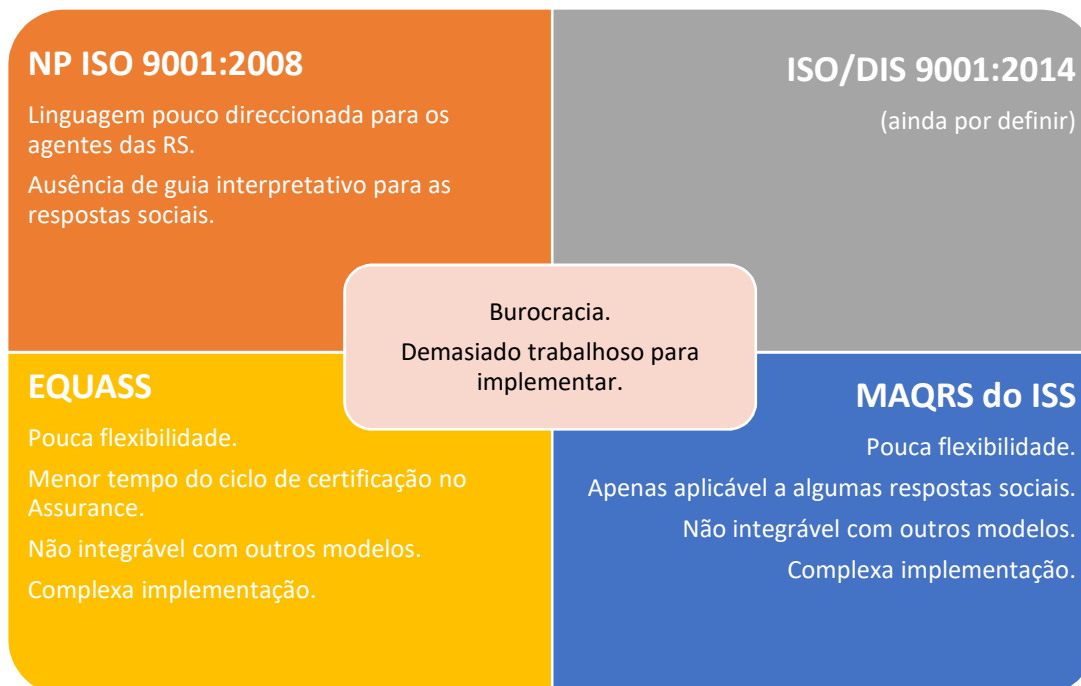 NP ISO 9001:2008
Linguagem pouco direccionada para os
agentes das RS.
Ausência de guia interpretativo para as
respostas sociais.
ISO/DIS 9001:2014
(ainda por definir)
Burocracia.
Demasiado trabalhoso para
implementar.
EQUASS
Pouca flexibilidade.
Menor tempo do ciclo de certificação no
Assurance.
Não integrável com outros modelos.
Complexa implementação.
MAQRS do ISS
Pouca flexibilidade.
Apenas aplicável a algumas respostas sociais.
Não integrável com outros modelos.
Complexa implementação.